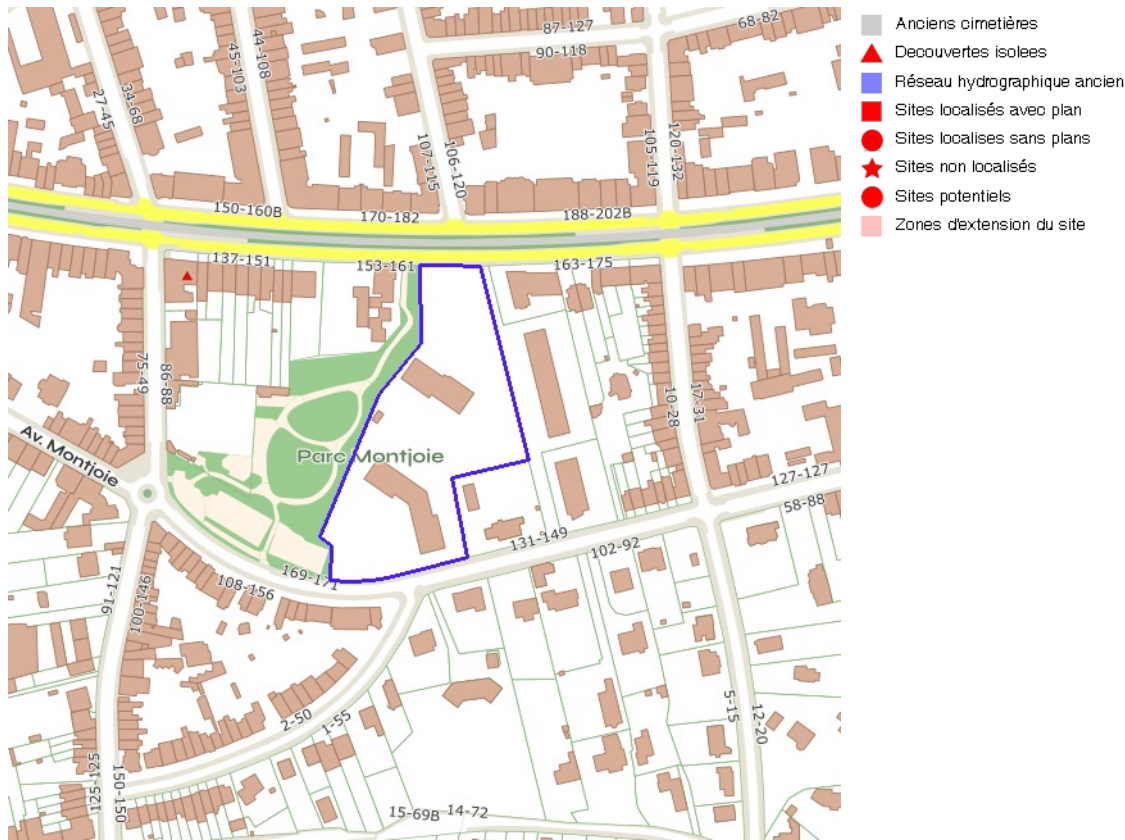 87-127
68-82
90-118
44-108
45-103
34-68
27-45
107-115
106-120
105-119
120-132
150-160B
170-182
188-202B
137-151
153-161
163-175
75-49
86-88
10-28
17-31
Av. Montjoie
Parc Montjoie
127-127
58-88
131-149
102-92
169-171
108-156
91-121
100-146
2-50
1-55
5-15
12-20
125-125
150-150
15-69B
14-72
Anciens cimetières
Decouvertes isolees
Réseau hydrographique ancien
Sites localisés avec plan
Sites localises sans plans
Sites non localisés
Sites potentiels
Zones d'extension du site